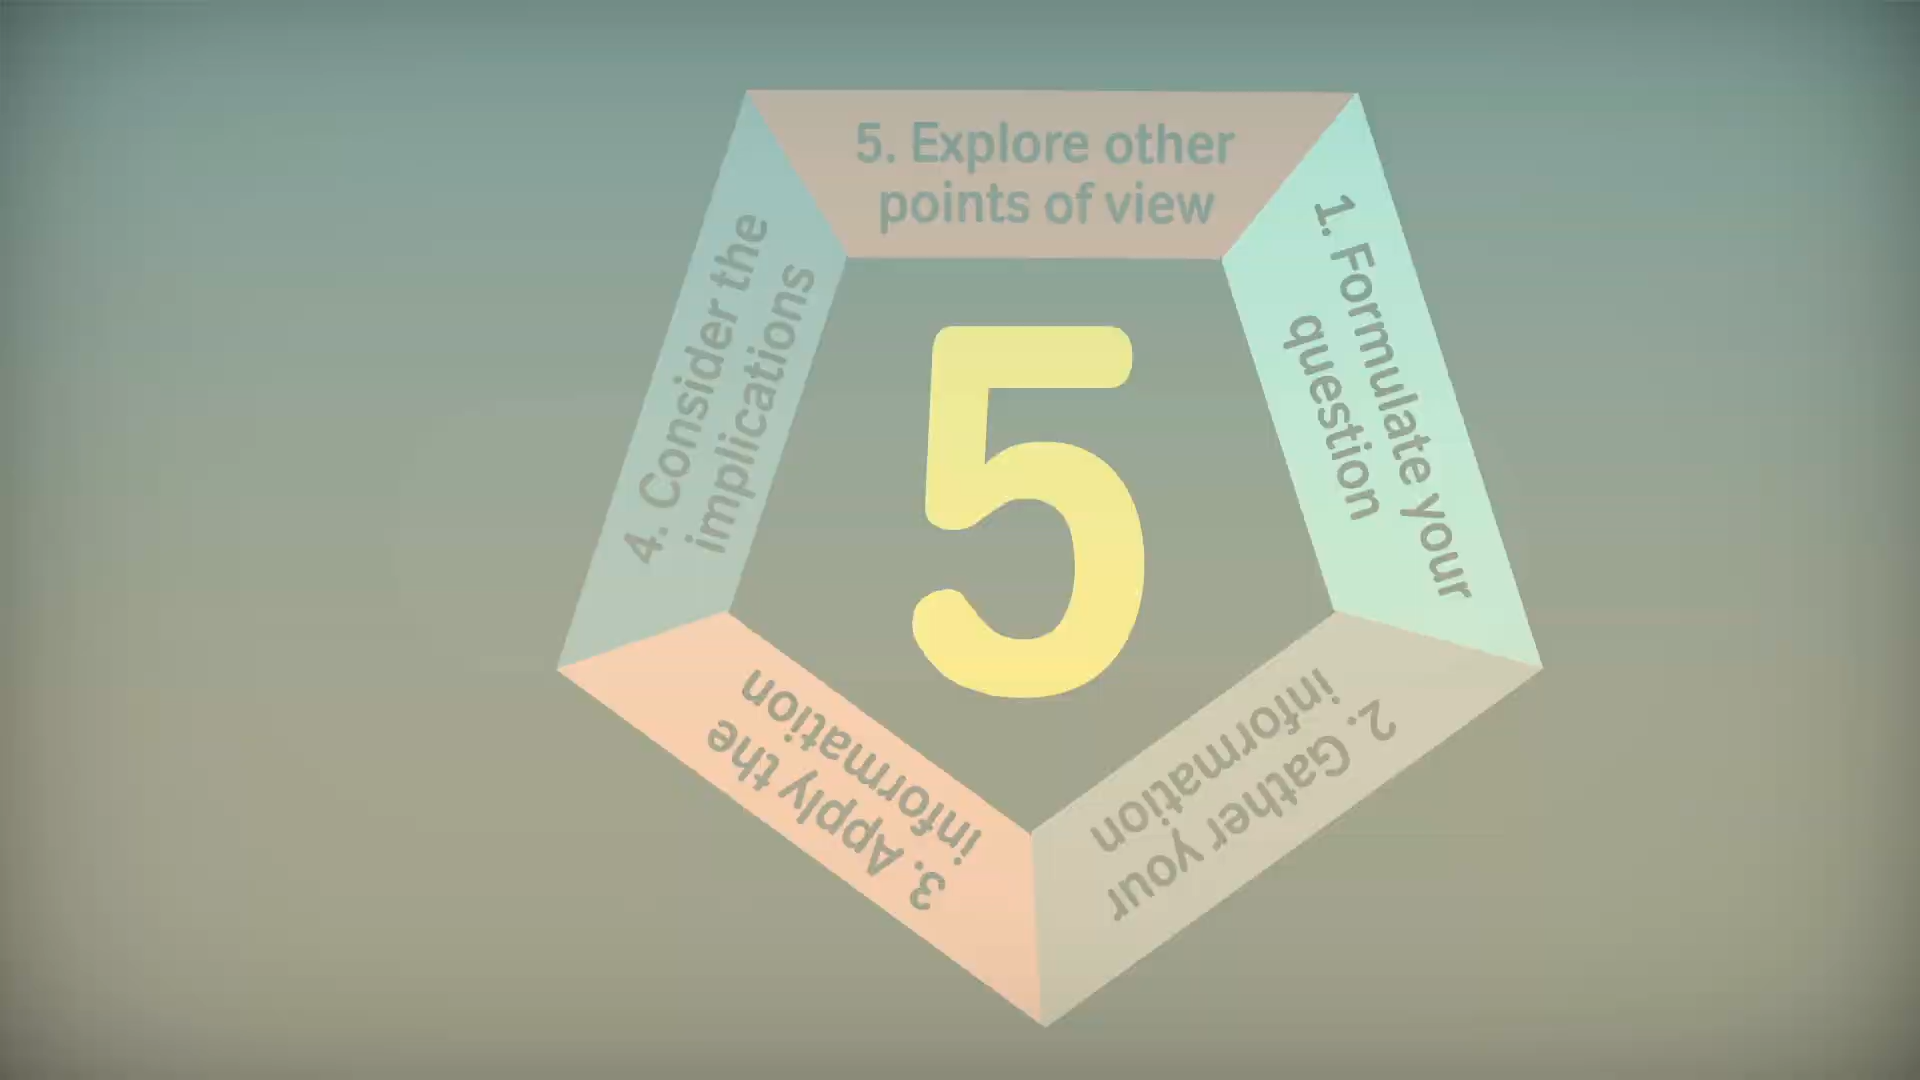 5. Explore other
points of view
1. Formulate your
question
2. Gather your
information
3. Apply the
information
4. Consider the
implications
5